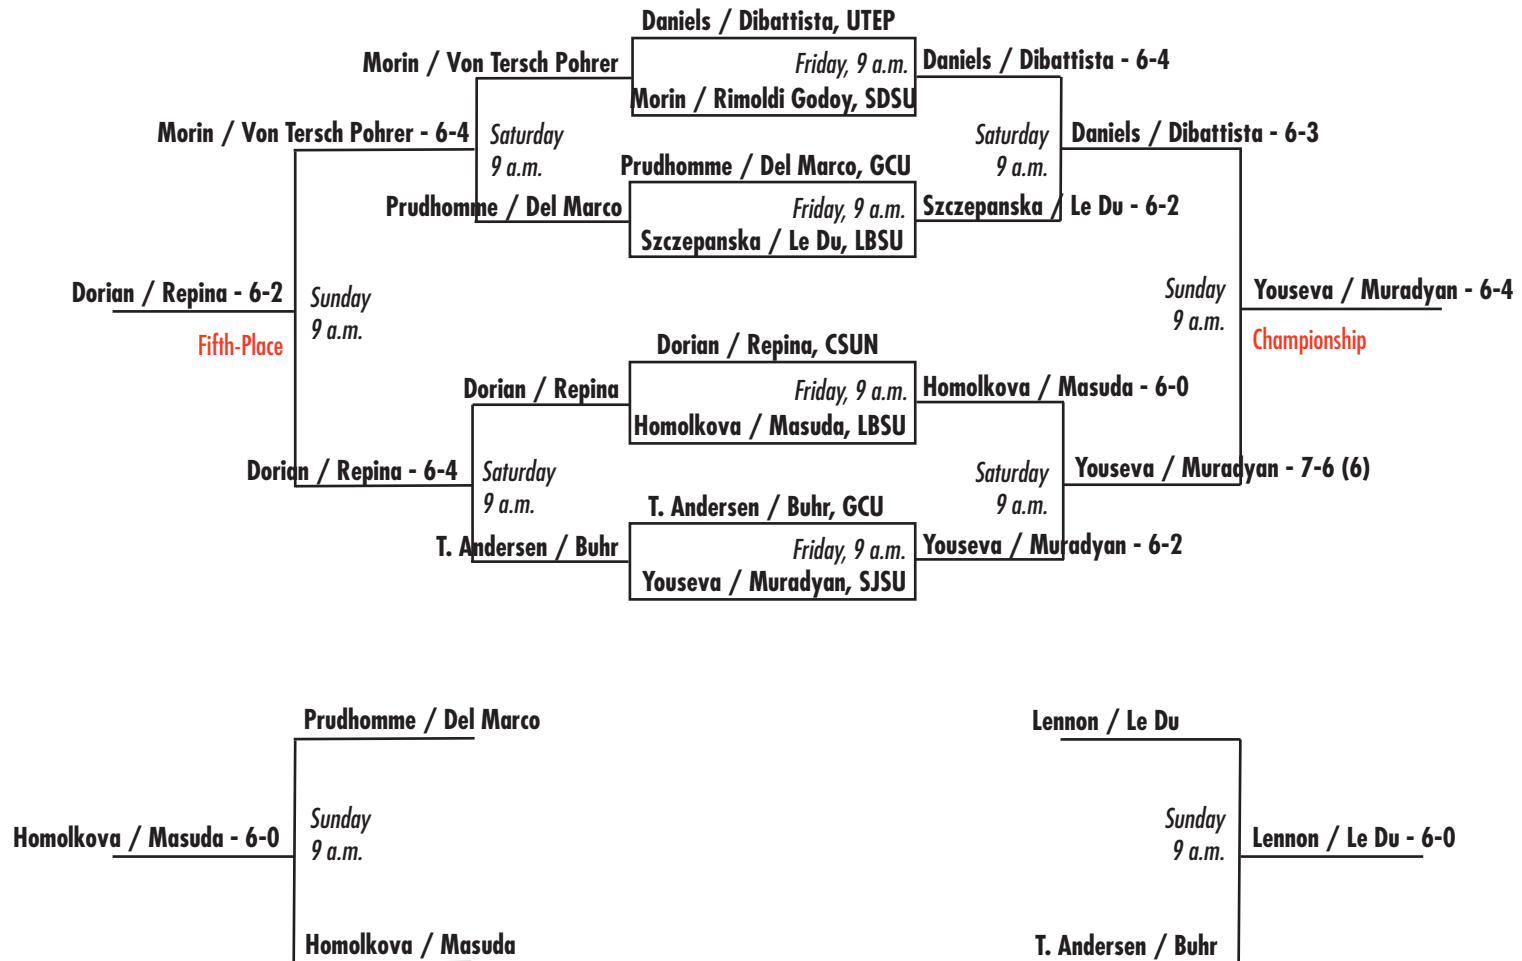 Daniels / Dibattista, UTEP
Morin / Von Tersch Pohrer
Friday, 9 a.m.
Daniels / Dibattista - 6-4
Morin / Rimoldi Godoy, SDSU
Morin / Von Tersch Pohrer - 6-4
Saturday
9 a.m.
Saturday
9 a.m.
Daniels / Dibattista - 6-3
Prudhomme / Del Marco, GCU
Prudhomme / Del Marco
Friday, 9 a.m.
Szczepanska / Le Du - 6-2
Szczepanska / Le Du, LBSU
Dorian / Repina - 6-2
Sunday
9 a.m.
Sunday
9 a.m.
Youseva / Muradyan - 6-4
Fifth-Place
Championship
Dorian / Repina, CSUN
Dorian / Repina
Friday, 9 a.m.
Homolkova / Masuda - 6-0
Homolkova / Masuda, LBSU
Dorian / Repina - 6-4
Saturday
9 a.m.
Saturday
9 a.m.
Youseva / Muradyan - 7-6 (6)
T. Andersen / Buhr, GCU
T. Andersen / Buhr
Friday, 9 a.m.
Youseva / Muradyan - 6-2
Youseva / Muradyan, SJSU
Prudhomme / Del Marco
Lennon / Le Du
Homolkova / Masuda - 6-0
Sunday
9 a.m.
Sunday
9 a.m.
Lennon / Le Du - 6-0
Homolkova / Masuda
T. Andersen / Buhr